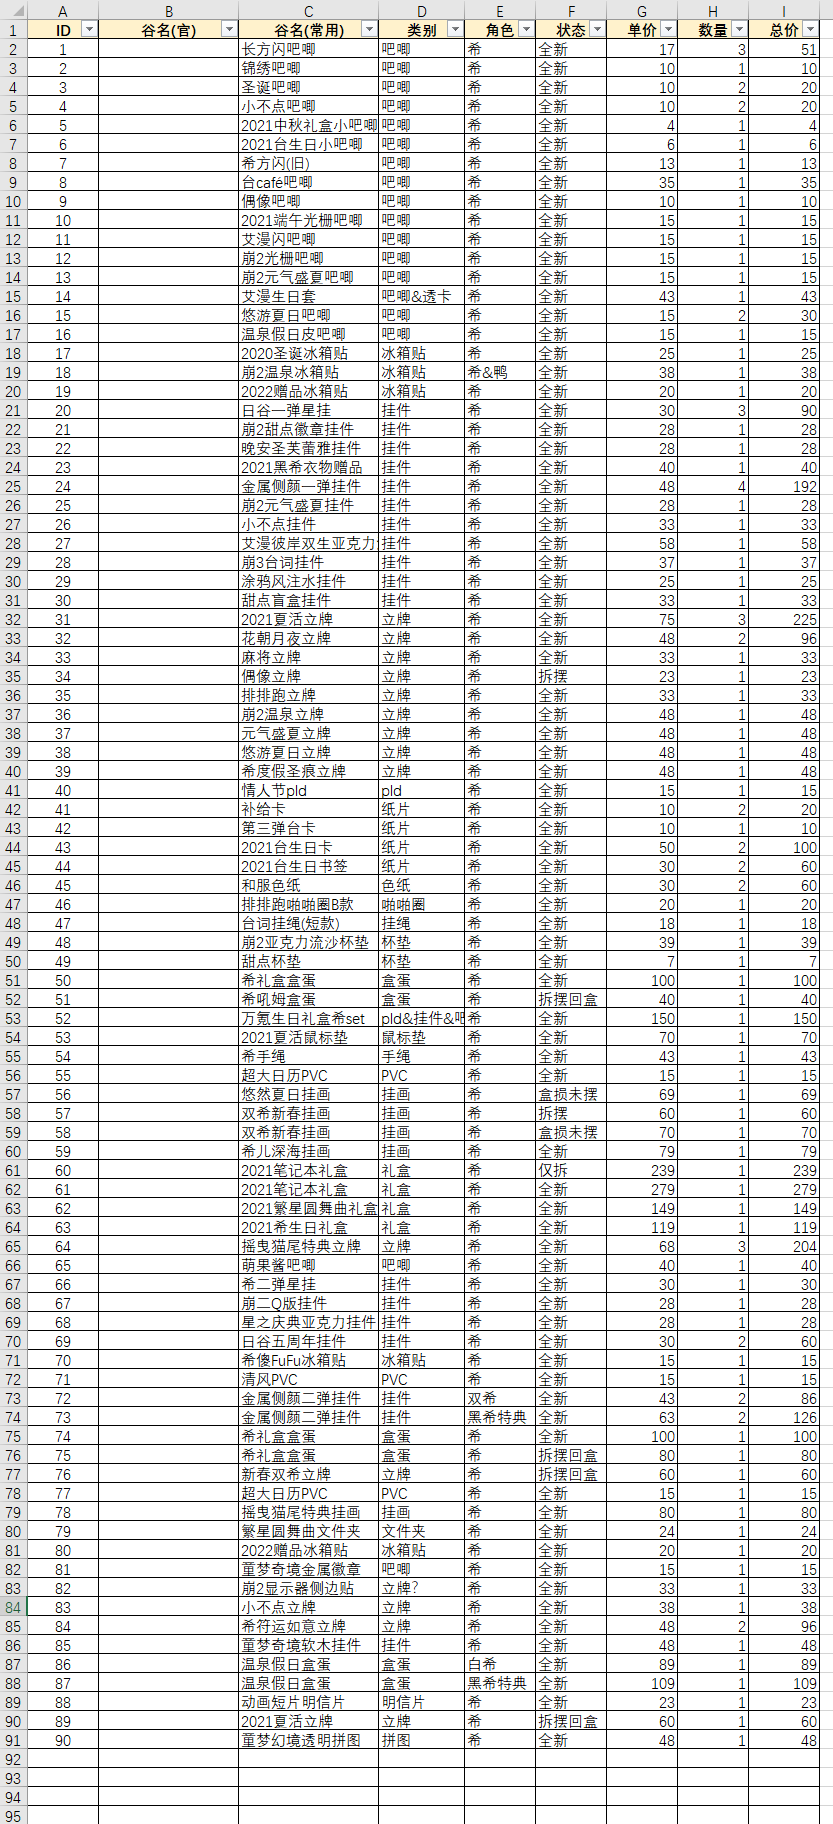 A B C D E F G H I
1 ID 谷名(官) 谷名(常用) 类别 角色 状态 单价 数量 总价
2 1 长方闪吧唧 吧唧 希 全新 17 3 51
3 2 锦绣吧唧 吧唧 希 全新 10 1 10
4 3 圣诞吧唧 吧唧 希 全新 10 2 20
5 4 小不点吧唧 吧唧 希 全新 10 2 20
6 5 2021中秋礼盒小吧唧 吧唧 希 全新 4 1 4
7 6 2021台生日小吧唧 吧唧 希 全新 6 1 6
8 7 希方闪(旧) 吧唧 希 全新 13 1 13
9 8 台café吧唧 吧唧 希 全新 35 1 35
10 9 偶像吧唧 吧唧 希 全新 10 1 10
11 10 2021端午光栅吧唧 吧唧 希 全新 15 1 15
12 11 艾漫闪吧唧 吧唧 希 全新 15 1 15
13 12 崩2光栅吧唧 吧唧 希 全新 15 1 15
14 13 崩2元气盛夏吧唧 吧唧 希 全新 15 1 15
15 14 艾漫生日套 吧唧&透卡 希 全新 43 1 43
16 15 悠游夏日吧唧 吧唧 希 全新 15 2 30
17 16 温泉假日皮吧唧 吧唧 希 全新 15 1 15
18 17 2020圣诞冰箱贴 冰箱贴 希 全新 25 1 25
19 18 崩2温泉冰箱贴 冰箱贴 希&鸭 全新 38 1 38
20 19 2022赠品冰箱贴 冰箱贴 希 全新 20 1 20
21 20 日谷一弹星挂 挂件 希 全新 30 3 90
22 21 崩2甜点徽章挂件 挂件 希 全新 28 1 28
23 22 晚安圣芙蕾雅挂件 挂件 希 全新 28 1 28
24 23 2021黑希衣物赠品 挂件 希 全新 40 1 40
25 24 金属侧颜一弹挂件 挂件 希 全新 48 4 192
26 25 崩2元气盛夏挂件 挂件 希 全新 28 1 28
27 26 小不点挂件 挂件 希 全新 33 1 33
28 27 艾漫彼岸双生亚克力 挂件 希 全新 58 1 58
29 28 崩3台词挂件 挂件 希 全新 37 1 37
30 29 涂鸦风注水挂件 挂件 希 全新 25 1 25
31 30 甜点盲盒挂件 挂件 希 全新 33 1 33
32 31 2021夏活立牌 立牌 希 全新 75 3 225
33 32 花朝月夜立牌 立牌 希 全新 48 2 96
34 33 麻将立牌 立牌 希 全新 33 1 33
35 34 偶像立牌 立牌 希 拆摆 23 1 23
36 35 排排跑立牌 立牌 希 全新 33 1 33
37 36 崩2温泉立牌 立牌 希 全新 48 1 48
38 37 元气盛夏立牌 立牌 希 全新 48 1 48
39 38 悠游夏日立牌 立牌 希 全新 48 1 48
40 39 希度假圣痕立牌 立牌 希 全新 48 1 48
41 40 情人节pld pld 希 全新 15 1 15
42 41 补给卡 纸片 希 全新 10 2 20
43 42 第三弹台卡 纸片 希 全新 10 1 10
44 43 2021台生日卡 纸片 希 全新 50 2 100
45 44 2021台生日书签 纸片 希 全新 30 2 60
46 45 和服色纸 色纸 希 全新 30 2 60
47 46 排排跑啪啪圈B款 啪啪圈 希 全新 20 1 20
48 47 台词挂绳(短款) 挂绳 希 全新 18 1 18
49 48 崩2亚克力流沙杯垫 杯垫 希 全新 39 1 39
50 49 甜点杯垫 杯垫 希 全新 7 1 7
51 50 希礼盒盒蛋 盒蛋 希 全新 100 1 100
52 51 希吼姆盒蛋 盒蛋 希 拆摆回盒 40 1 40
53 52 万氪生日礼盒希set pld&挂件&吧 希 全新 150 1 150
54 53 2021夏活鼠标垫 鼠标垫 希 全新 70 1 70
55 54 希手绳 手绳 希 全新 43 1 43
56 55 超大日历PVC PVC 希 全新 15 1 15
57 56 悠然夏日挂画 挂画 希 盒损未摆 69 1 69
58 57 双希新春挂画 挂画 希 拆摆 60 1 60
59 58 双希新春挂画 挂画 希 盒损未摆 70 1 70
60 59 希儿深海挂画 挂画 希 全新 79 1 79
61 60 2021笔记本礼盒 礼盒 希 仅拆 239 1 239
62 61 2021笔记本礼盒 礼盒 希 全新 279 1 279
63 62 2021繁星圆舞曲礼盒 礼盒 希 全新 149 1 149
64 63 2021希生日礼盒 礼盒 希 全新 119 1 119
65 64 摇曳猫尾特典立牌 立牌 希 全新 68 3 204
66 65 萌果酱吧唧 吧唧 希 全新 40 1 40
67 66 希二弹星挂 挂件 希 全新 30 1 30
68 67 崩二Q版挂件 挂件 希 全新 28 1 28
69 68 星之庆典亚克力挂件 挂件 希 全新 28 1 28
70 69 日谷五周年挂件 挂件 希 全新 30 2 60
71 70 希傻FuFu冰箱贴 冰箱贴 希 全新 15 1 15
72 71 清风PVC PVC 希 全新 15 1 15
73 72 金属侧颜二弹挂件 挂件 双希 全新 43 2 86
74 73 金属侧颜二弹挂件 挂件 黑希特典 全新 63 2 126
75 74 希礼盒盒蛋 盒蛋 希 全新 100 1 100
76 75 希礼盒盒蛋 盒蛋 希 拆摆回盒 80 1 80
77 76 新春双希立牌 立牌 希 拆摆回盒 60 1 60
78 77 超大日历PVC PVC 希 全新 15 1 15
79 78 摇曳猫尾特典挂画 挂画 希 全新 80 1 80
80 79 繁星圆舞曲文件夹 文件夹 希 全新 24 1 24
81 80 2022赠品冰箱贴 冰箱贴 希 全新 20 1 20
82 81 童梦奇境金属徽章 吧唧 希 全新 15 1 15
83 82 崩2显示器侧边贴 立牌? 希 全新 33 1 33
84 83 小不点立牌 立牌 希 全新 38 1 38
85 84 希符运如意立牌 立牌 希 全新 48 2 96
86 85 童梦奇境软木挂件 挂件 希 全新 48 1 48
87 86 温泉假日盒蛋 盒蛋 白希 全新 89 1 89
88 87 温泉假日盒蛋 盒蛋 黑希特典 全新 109 1 109
89 88 动画短片明信片 明信片 希 全新 23 1 23
90 89 2021夏活立牌 立牌 希 拆摆回盒 60 1 60
91 90 童梦幻境透明拼图 拼图 希 全新 48 1 48
92
93
94
95